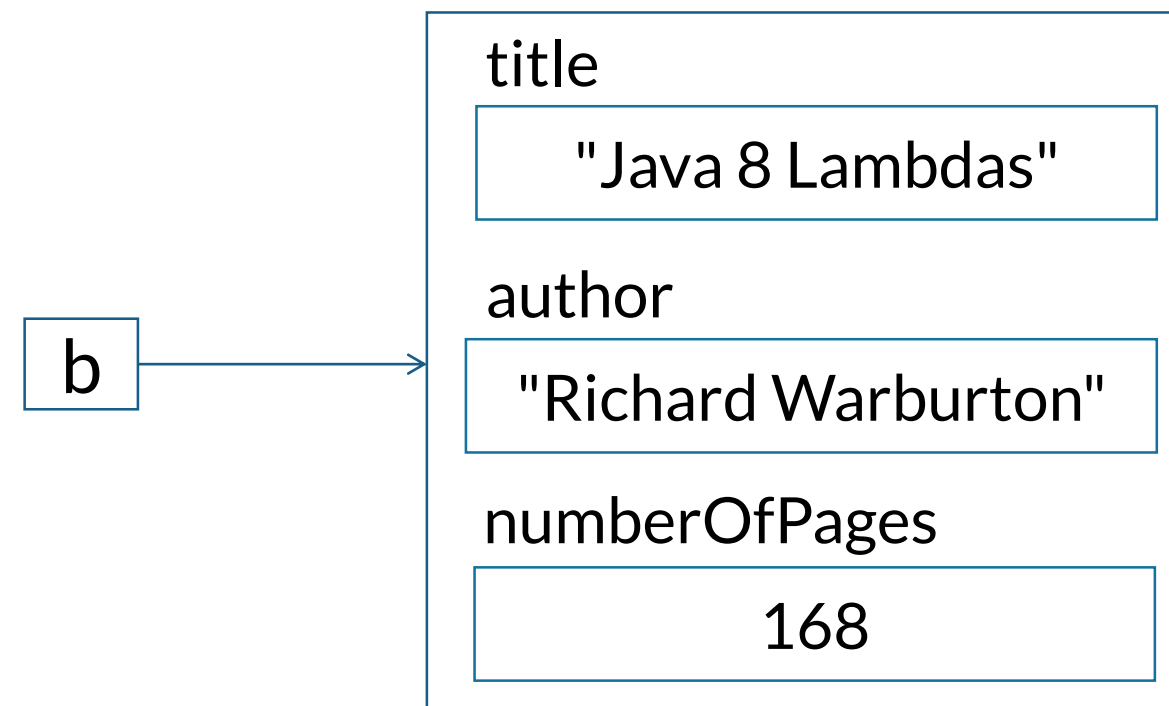 title
"Java 8 Lambdas"
author
b
"Richard Warburton"
numberOfPages
168